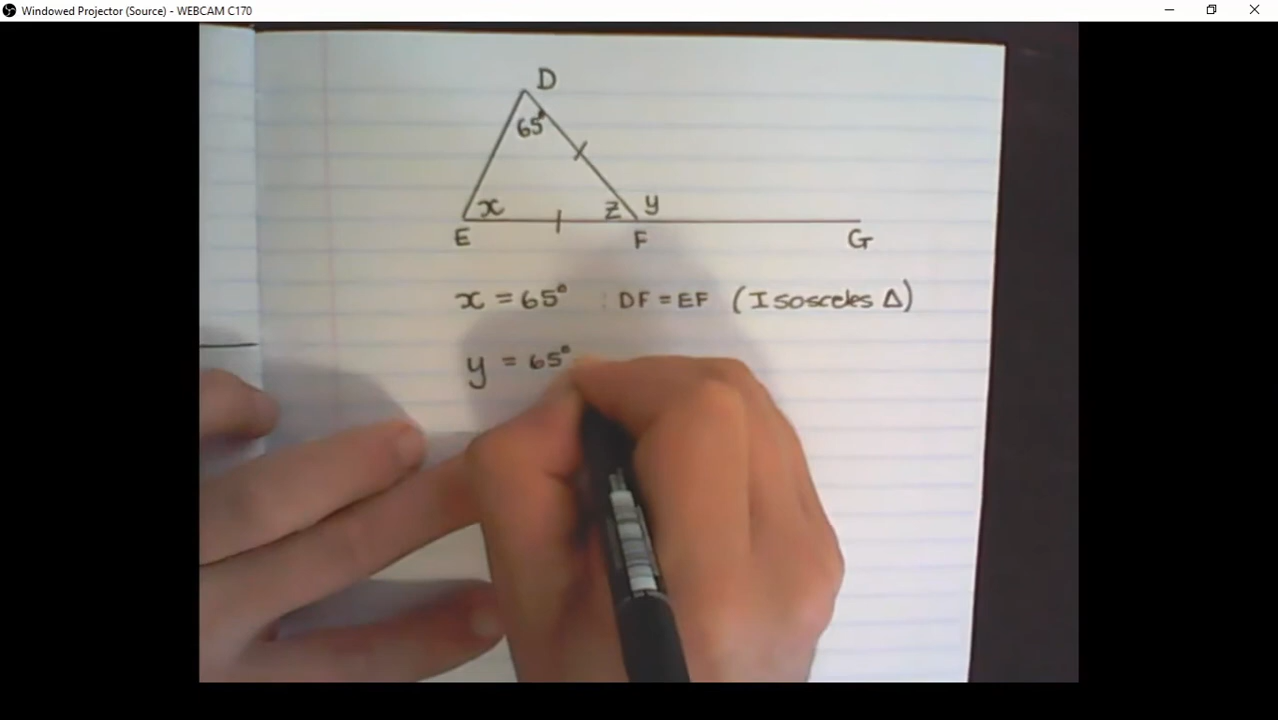 Windowed Projector (Source) - WEBCAM C170
D
65°
x z y
E F G
x = 65° : DF = EF (Isosceles Δ)
y = 65°